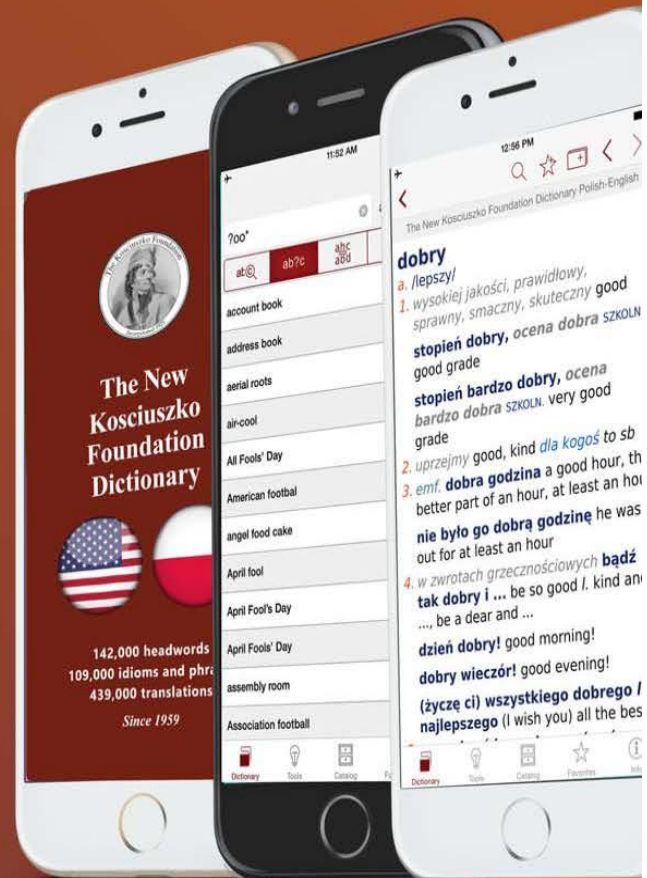 The Kosciuszko Foundation
The New
Kosciuszko
Foundation
Dictionary
142,000 headwords
109,000 idioms and phra
439,000 translations
Since 1959
11:52 AM
?oo*
ab?c
abc
abd
account book
address book
aerial roots
air-cool
All Fools' Day
American footbal
angel food cake
April fool
April Fool's Day
April Fools' Day
assembly room
Association football
Dictionary
Tools
Catalog
12:56 PM
The New Kosciuszko Foundation Dictionary Polish-English
dobry
a. /lepszy/
1. wysokiej jakości, prawidłowy,
sprawny, smaczny, skuteczny good
stopień dobry, ocena dobra SZKOLN
good grade
stopień bardzo dobry, ocena
bardzo dobra SZKOLN. very good
grade
2. uprzejmy good, kind dla kogoś to sb
3. emf. dobra godzina a good hour, th
better part of an hour, at least an hou
nie było go dobrą godzinę he was
out for at least an hour
4. w zwrotach grzecznościowych bądź
tak dobry i ... be so good l. kind and
..., be a dear and ...
dzień dobry! good morning!
dobry wieczór! good evening!
(życzę ci) wszystkiego dobrego l
najlepszego (I wish you) all the bes
Dictionary
Tools
Catalog
Favorites